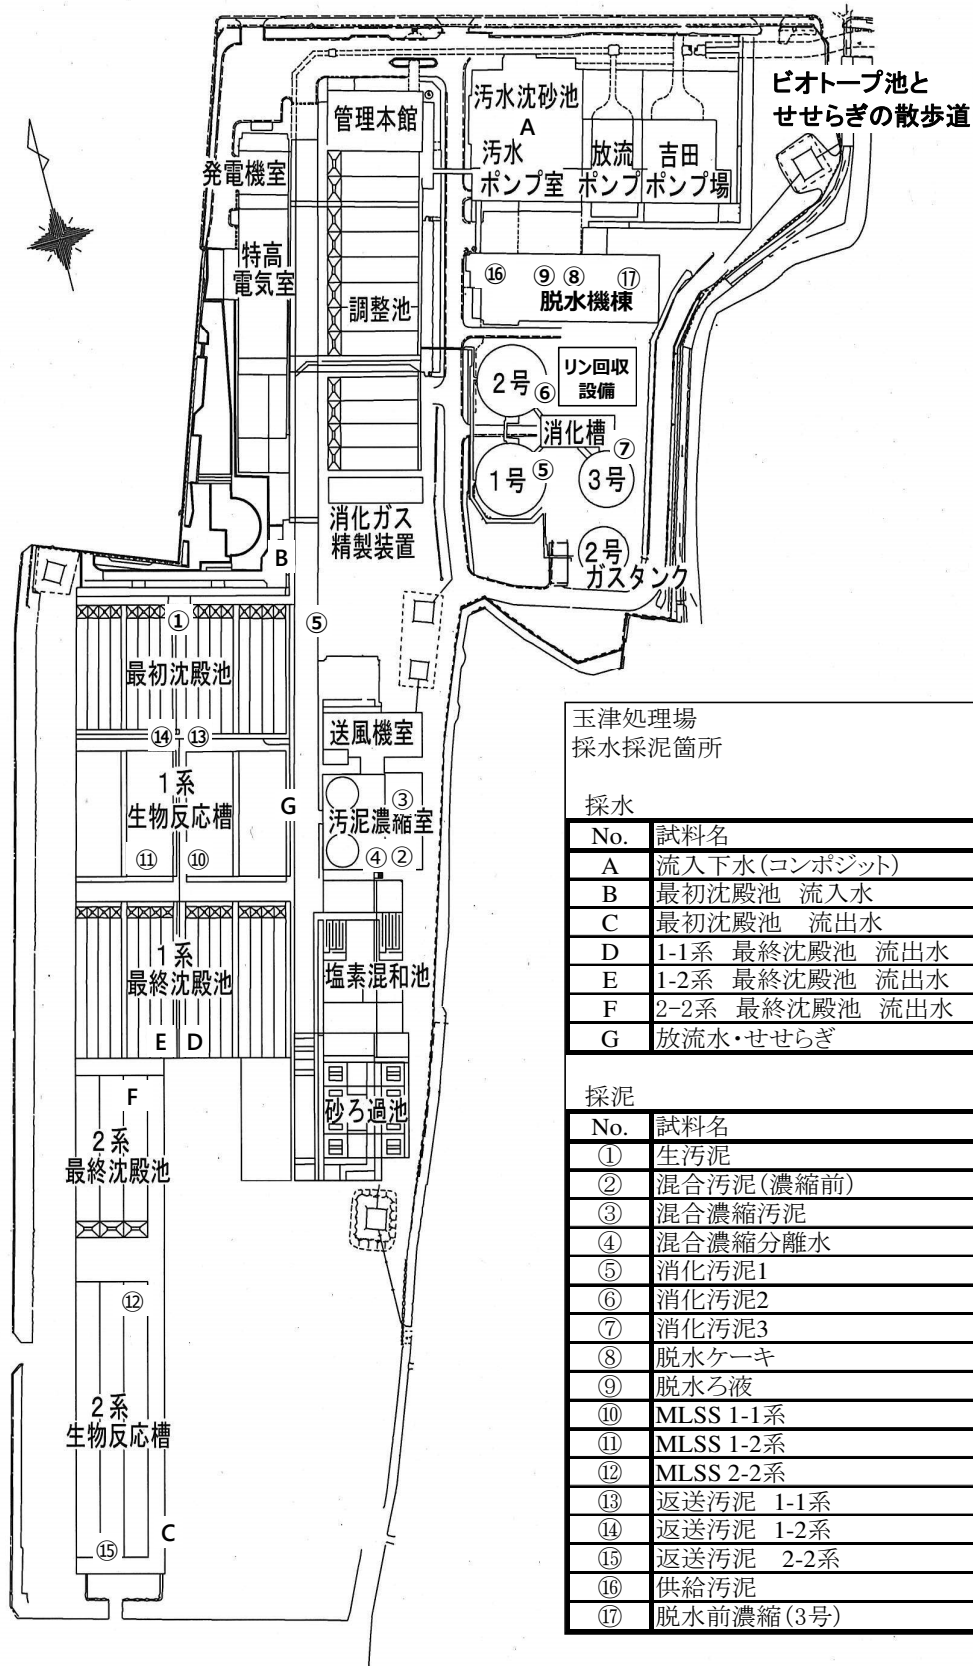 ビオトープ池と
せせらぎの散歩道
汚水沈砂池
A
管理本館
汚水
ポンプ室
放流
ポンプ
吉田
ポンプ場
発電機室
特高
電気室
調整池
⑯
⑨
⑧
⑰
脱水機棟
2号
⑥
リン回収
設備
消化槽
⑦
1号
⑤
3号
消化ガス
精製装置
2号
ガスタンク
B
①
⑤
最初沈殿池
⑭
⑬
送風機室
1系
生物反応槽
G
③
汚泥濃縮室
⑪
⑩
④
②
1系
最終沈殿池
塩素混和池
E
D
F
砂ろ過池
2系
最終沈殿池
⑫
2系
生物反応槽
C
⑮
玉津処理場
採水採泥箇所
採水
No. 試料名
A 流入下水(コンポジット)
B 最初沈殿池 流入水
C 最初沈殿池 流出水
D 1-1系 最終沈殿池 流出水
E 1-2系 最終沈殿池 流出水
F 2-2系 最終沈殿池 流出水
G 放流水・せせらぎ
採泥
No. 試料名
① 生汚泥
② 混合汚泥(濃縮前)
③ 混合濃縮汚泥
④ 混合濃縮分離水
⑤ 消化汚泥1
⑥ 消化汚泥2
⑦ 消化汚泥3
⑧ 脱水ケーキ
⑨ 脱水ろ液
⑩ MLSS 1-1系
⑪ MLSS 1-2系
⑫ MLSS 2-2系
⑬ 返送汚泥 1-1系
⑭ 返送汚泥 1-2系
⑮ 返送汚泥 2-2系
⑯ 供給汚泥
⑰ 脱水前濃縮(3号)